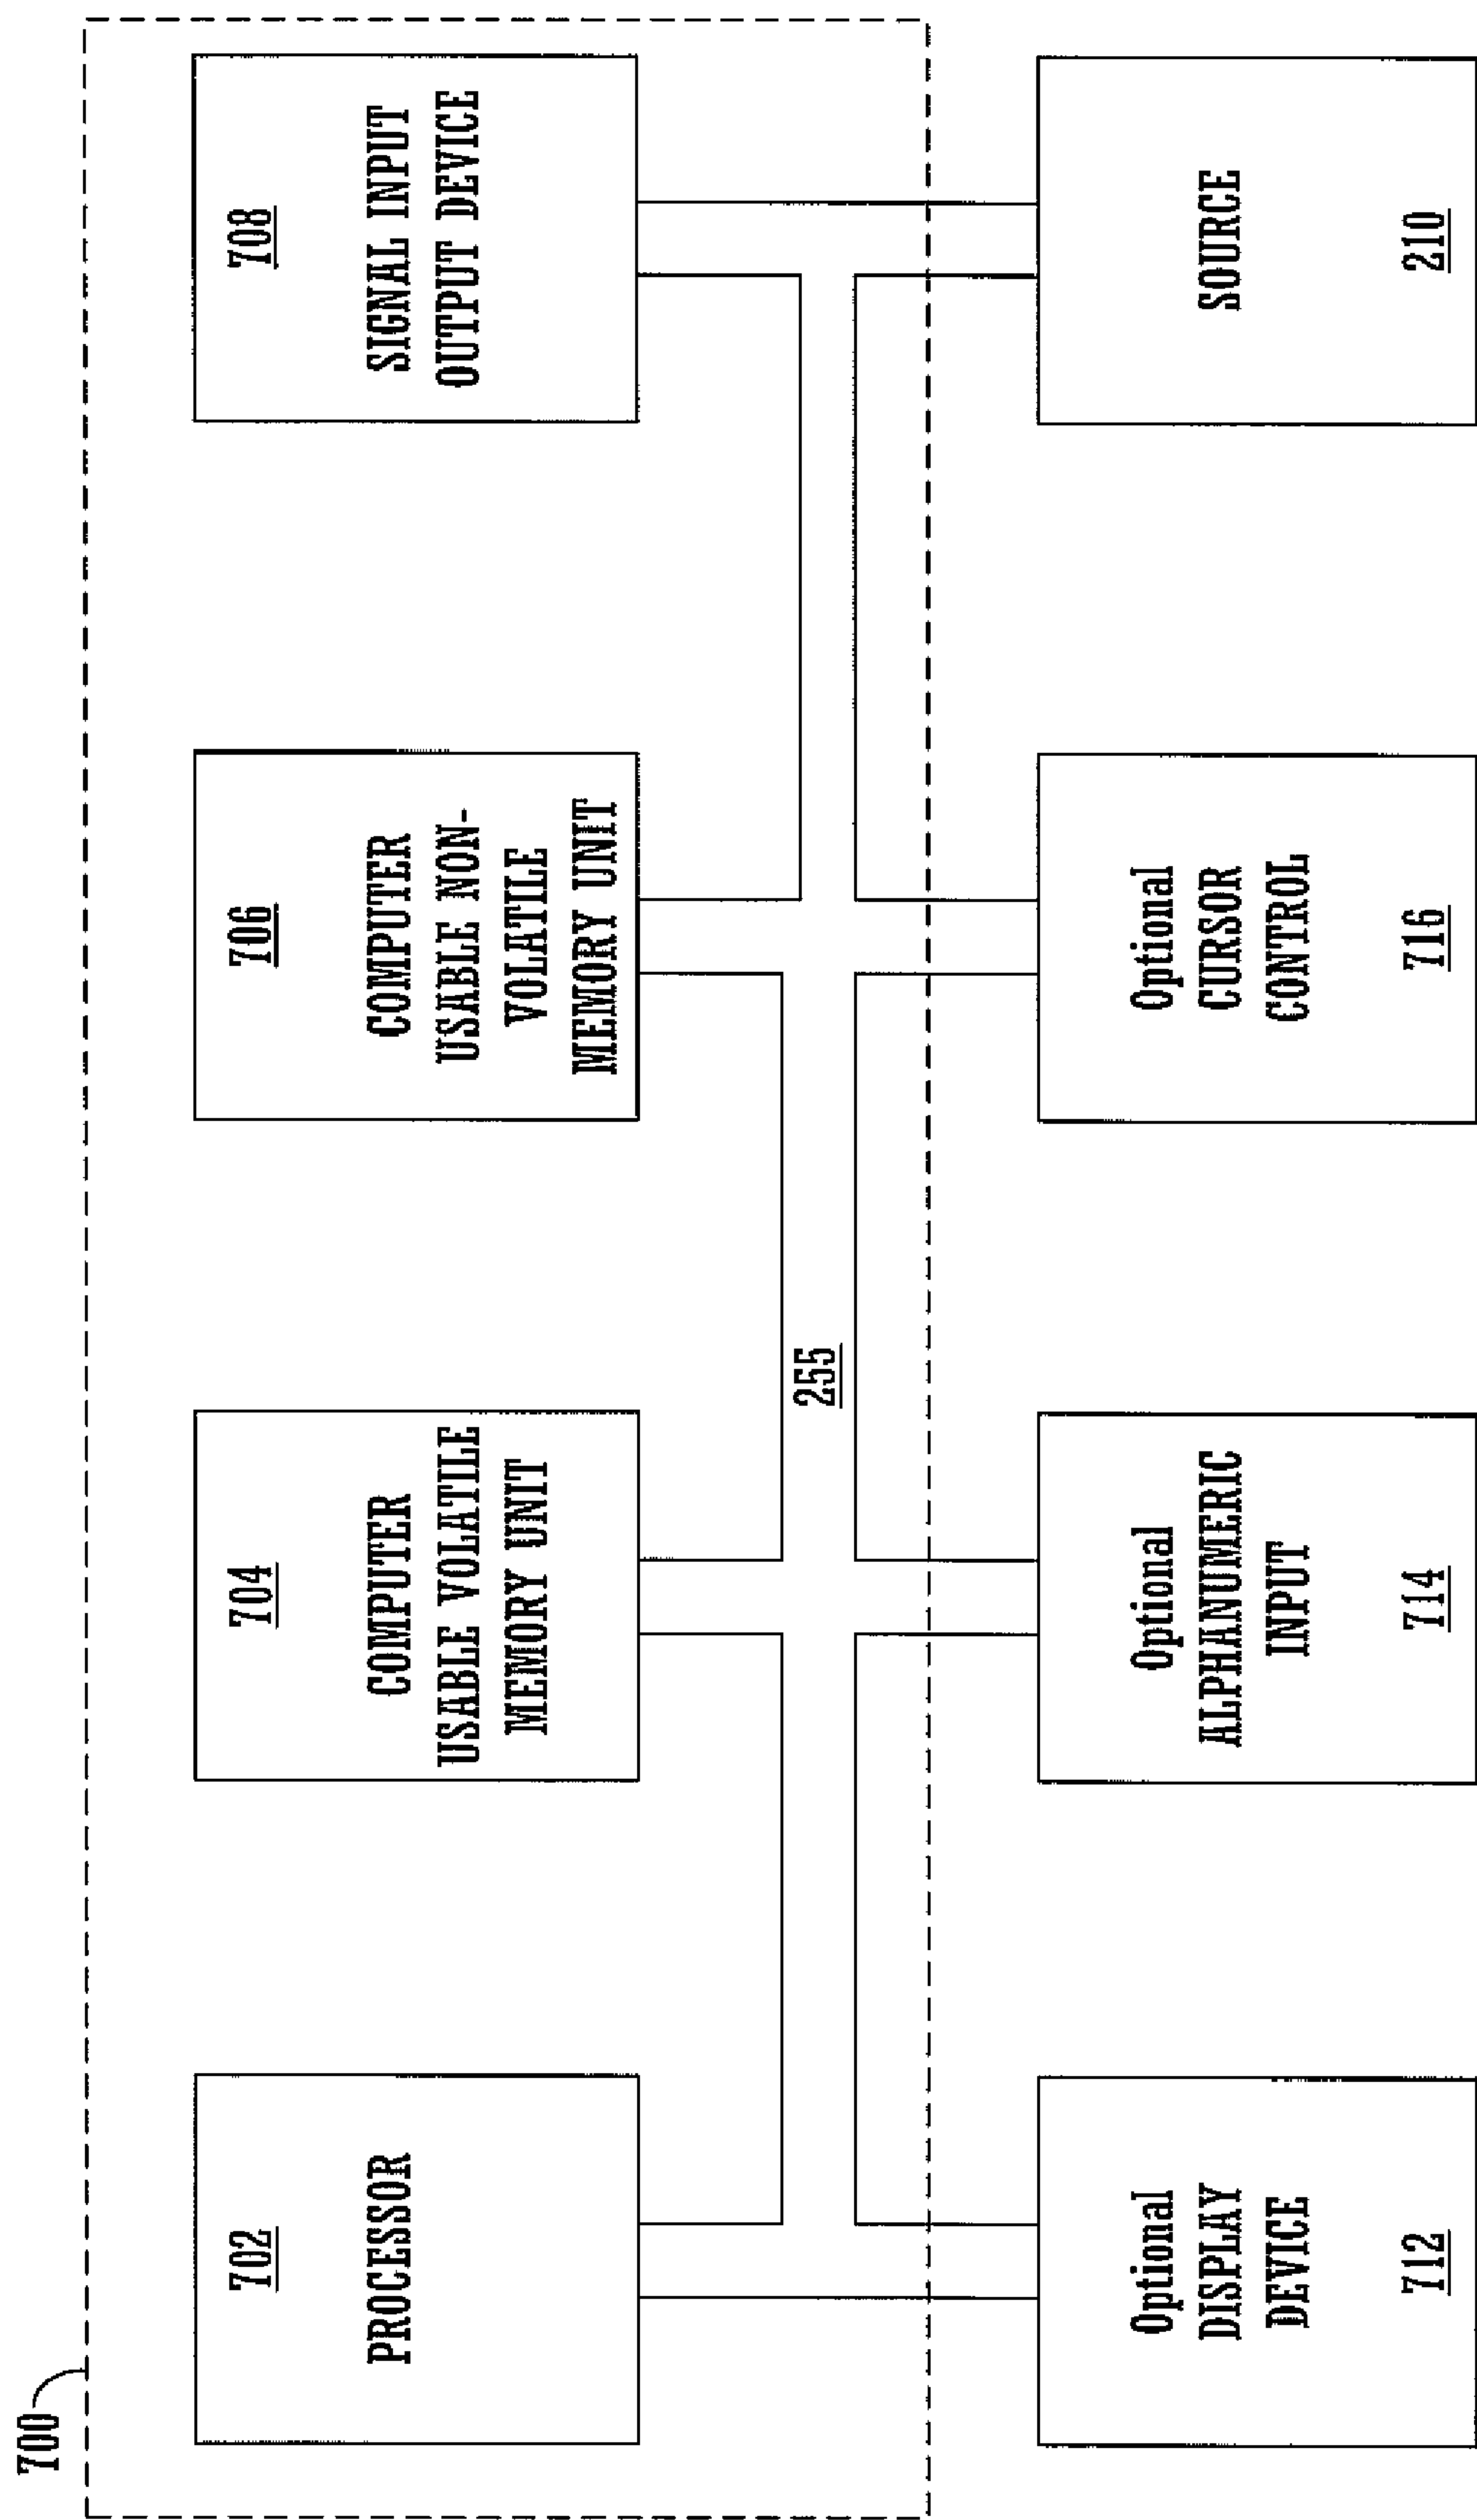 700
702
PROCESSOR
704
COMPUTER
USABLE VOLATILE
MEMORY UNIT
706
COMPUTER
USABLE NON-
VOLATILE
MEMORY UNIT
708
SIGNAL INPUT
OUTPUT DEVICE
255
Optional
DISPLAY
DEVICE
712
Optional
ALPHANUMERIC
INPUT
714
Optional
CURSOR
CONTROL
716
SOURCE
210